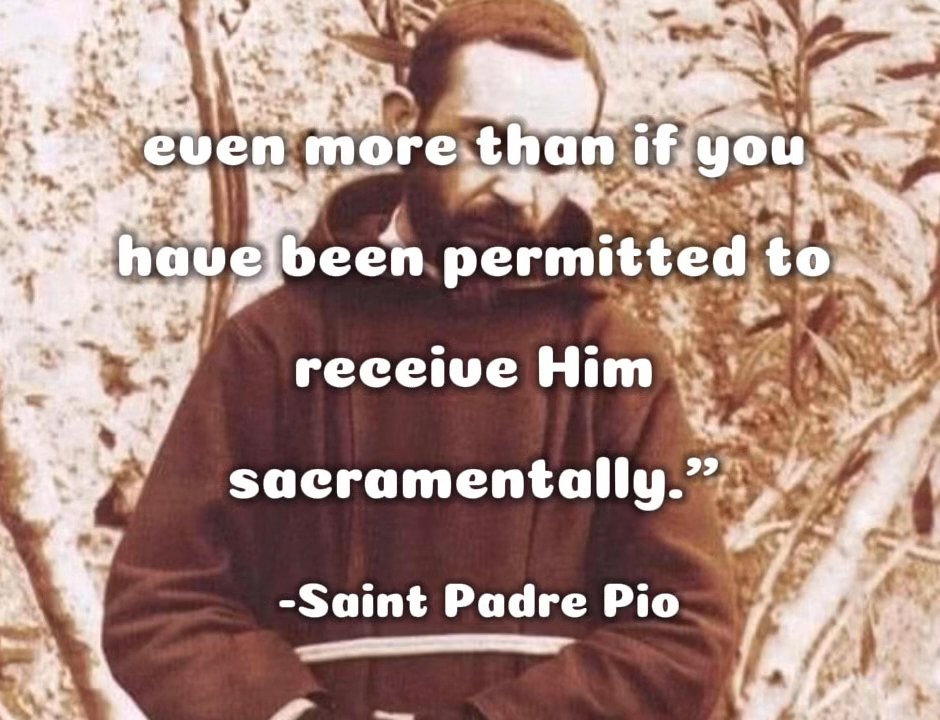 even more than if you
have been permitted to
receive Him
sacramentally.”
-Saint Padre Pio